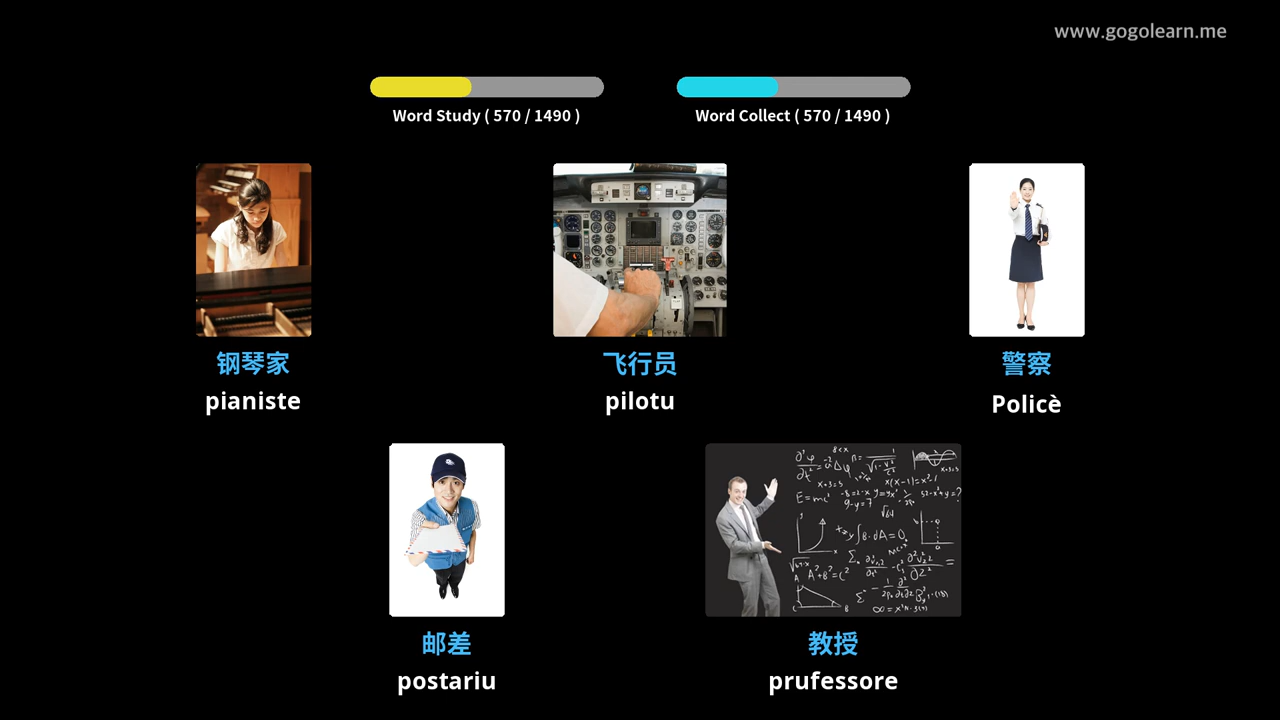 www.gogolearn.me
Word Study ( 570 / 1490 )
Word Collect ( 570 / 1490 )
钢琴家
pianiste
飞行员
pilotu
警察
Policè
邮差
postariu
教授
prufessore